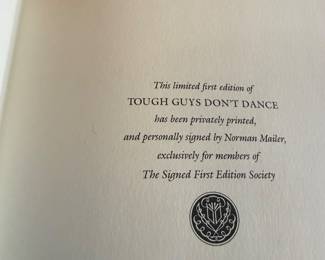 This limited first edition of
TOUGH GUYS DON'T DANCE
has been privately printed,
and personally signed by Norman Mailer,
exclusively for members of
The Signed First Edition Society